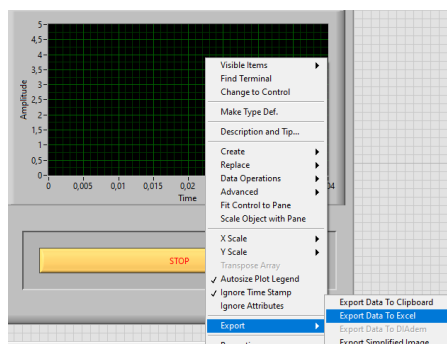 5-
4,5-
4-
3,5-
3-
2,5-
2-
1,5-
1-
0,5-
0-
Amplitude
0
0,005
0,01
0,015
0,02
04
Time
STOP
Visible Items
Find Terminal
Change to Control
Make Type Def.
Description and Tip...
Create
Replace
Data Operations
Advanced
Fit Control to Pane
Scale Object with Pane
X Scale
Y Scale
Transpose Array
✓ Autosize Plot Legend
✓ Ignore Time Stamp
Ignore Attributes
Export
Export Data To Clipboard
Export Data To Excel
Export Data To DIAdem
Export Simplified Image